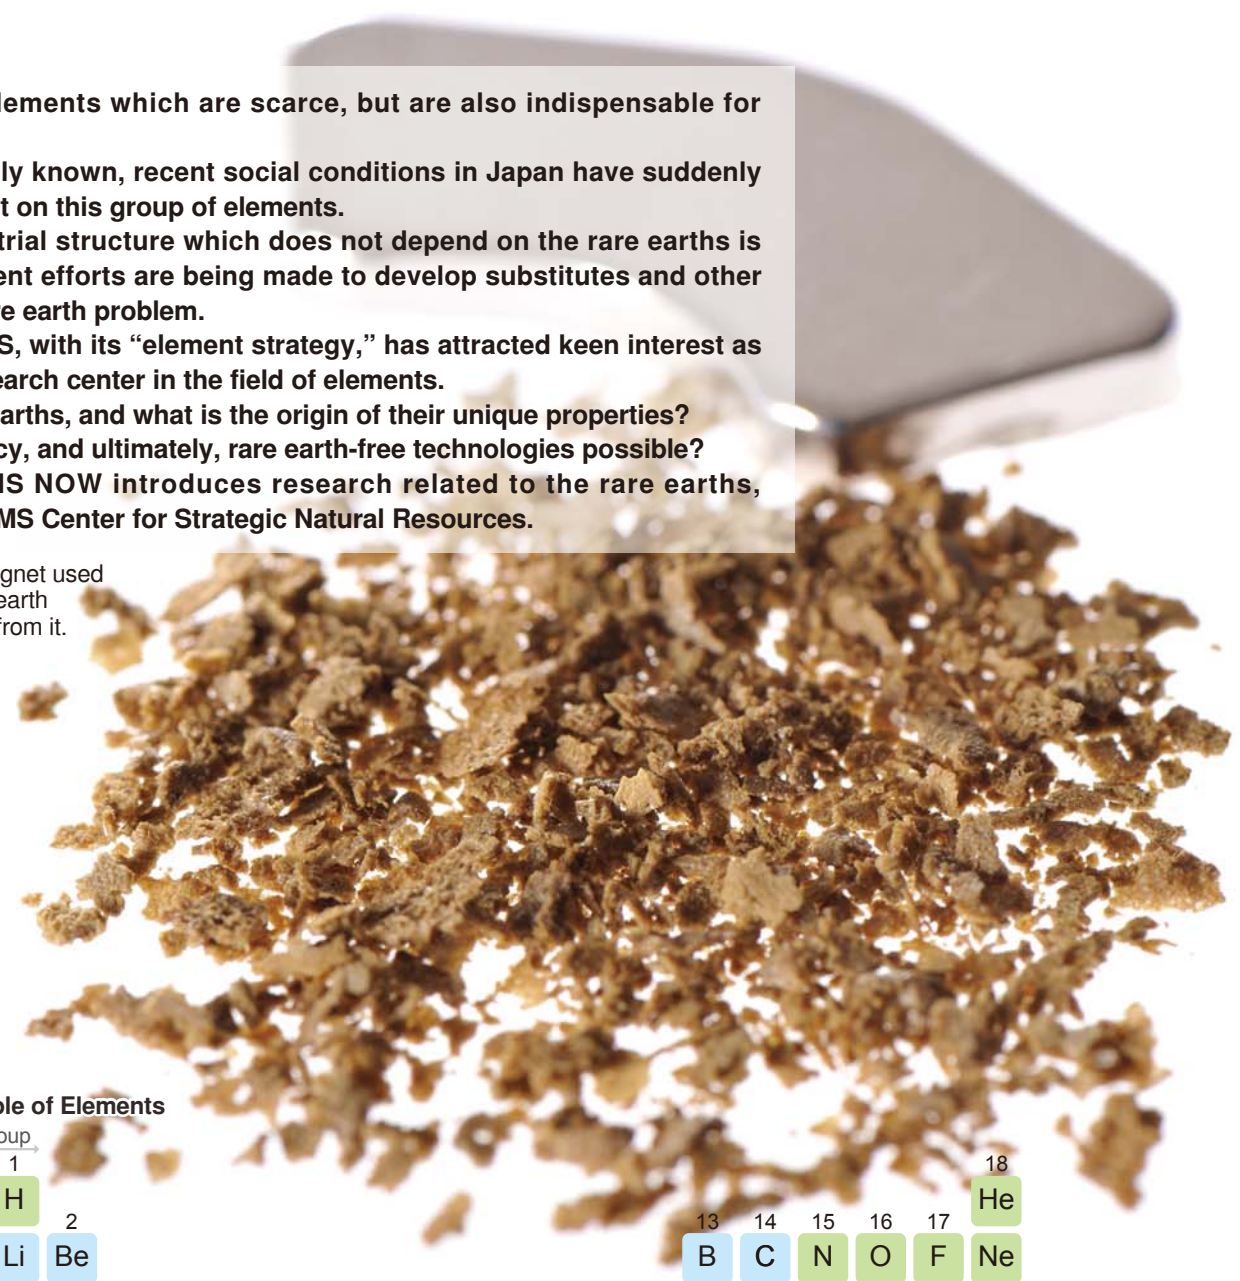 lements which are scarce, but are also indispensable for
ly known, recent social conditions in Japan have suddenly
t on this group of elements.
trial structure which does not depend on the rare earths is
ent efforts are being made to develop substitutes and other
e earth problem.
S, with its “element strategy,” has attracted keen interest as
earch center in the field of elements.
arths, and what is the origin of their unique properties?
cy, and ultimately, rare earth-free technologies possible?
IS NOW introduces research related to the rare earths,
MS Center for Strategic Natural Resources.
gnet used
earth
from it.
ble of Elements
oup
1
18
H
He
2
13 14 15 16 17
Li Be B C N O F Ne